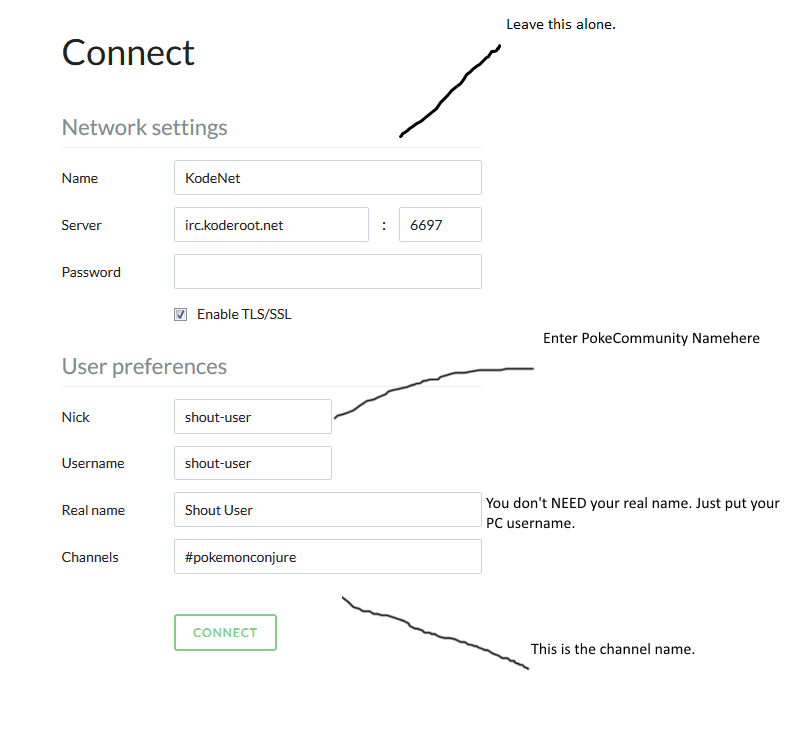 Leave this alone.
Connect
Network settings
Name KodeNet
Server irc.koderoot.net : 6697
Password
Enable TLS/SSL
Enter PokeCommunity Namehere
User preferences
Nick shout-user
Username shout-user
Real name Shout User
You don't NEED your real name. Just put your
PC username.
Channels #pokemonconjure
CONNECT
This is the channel name.